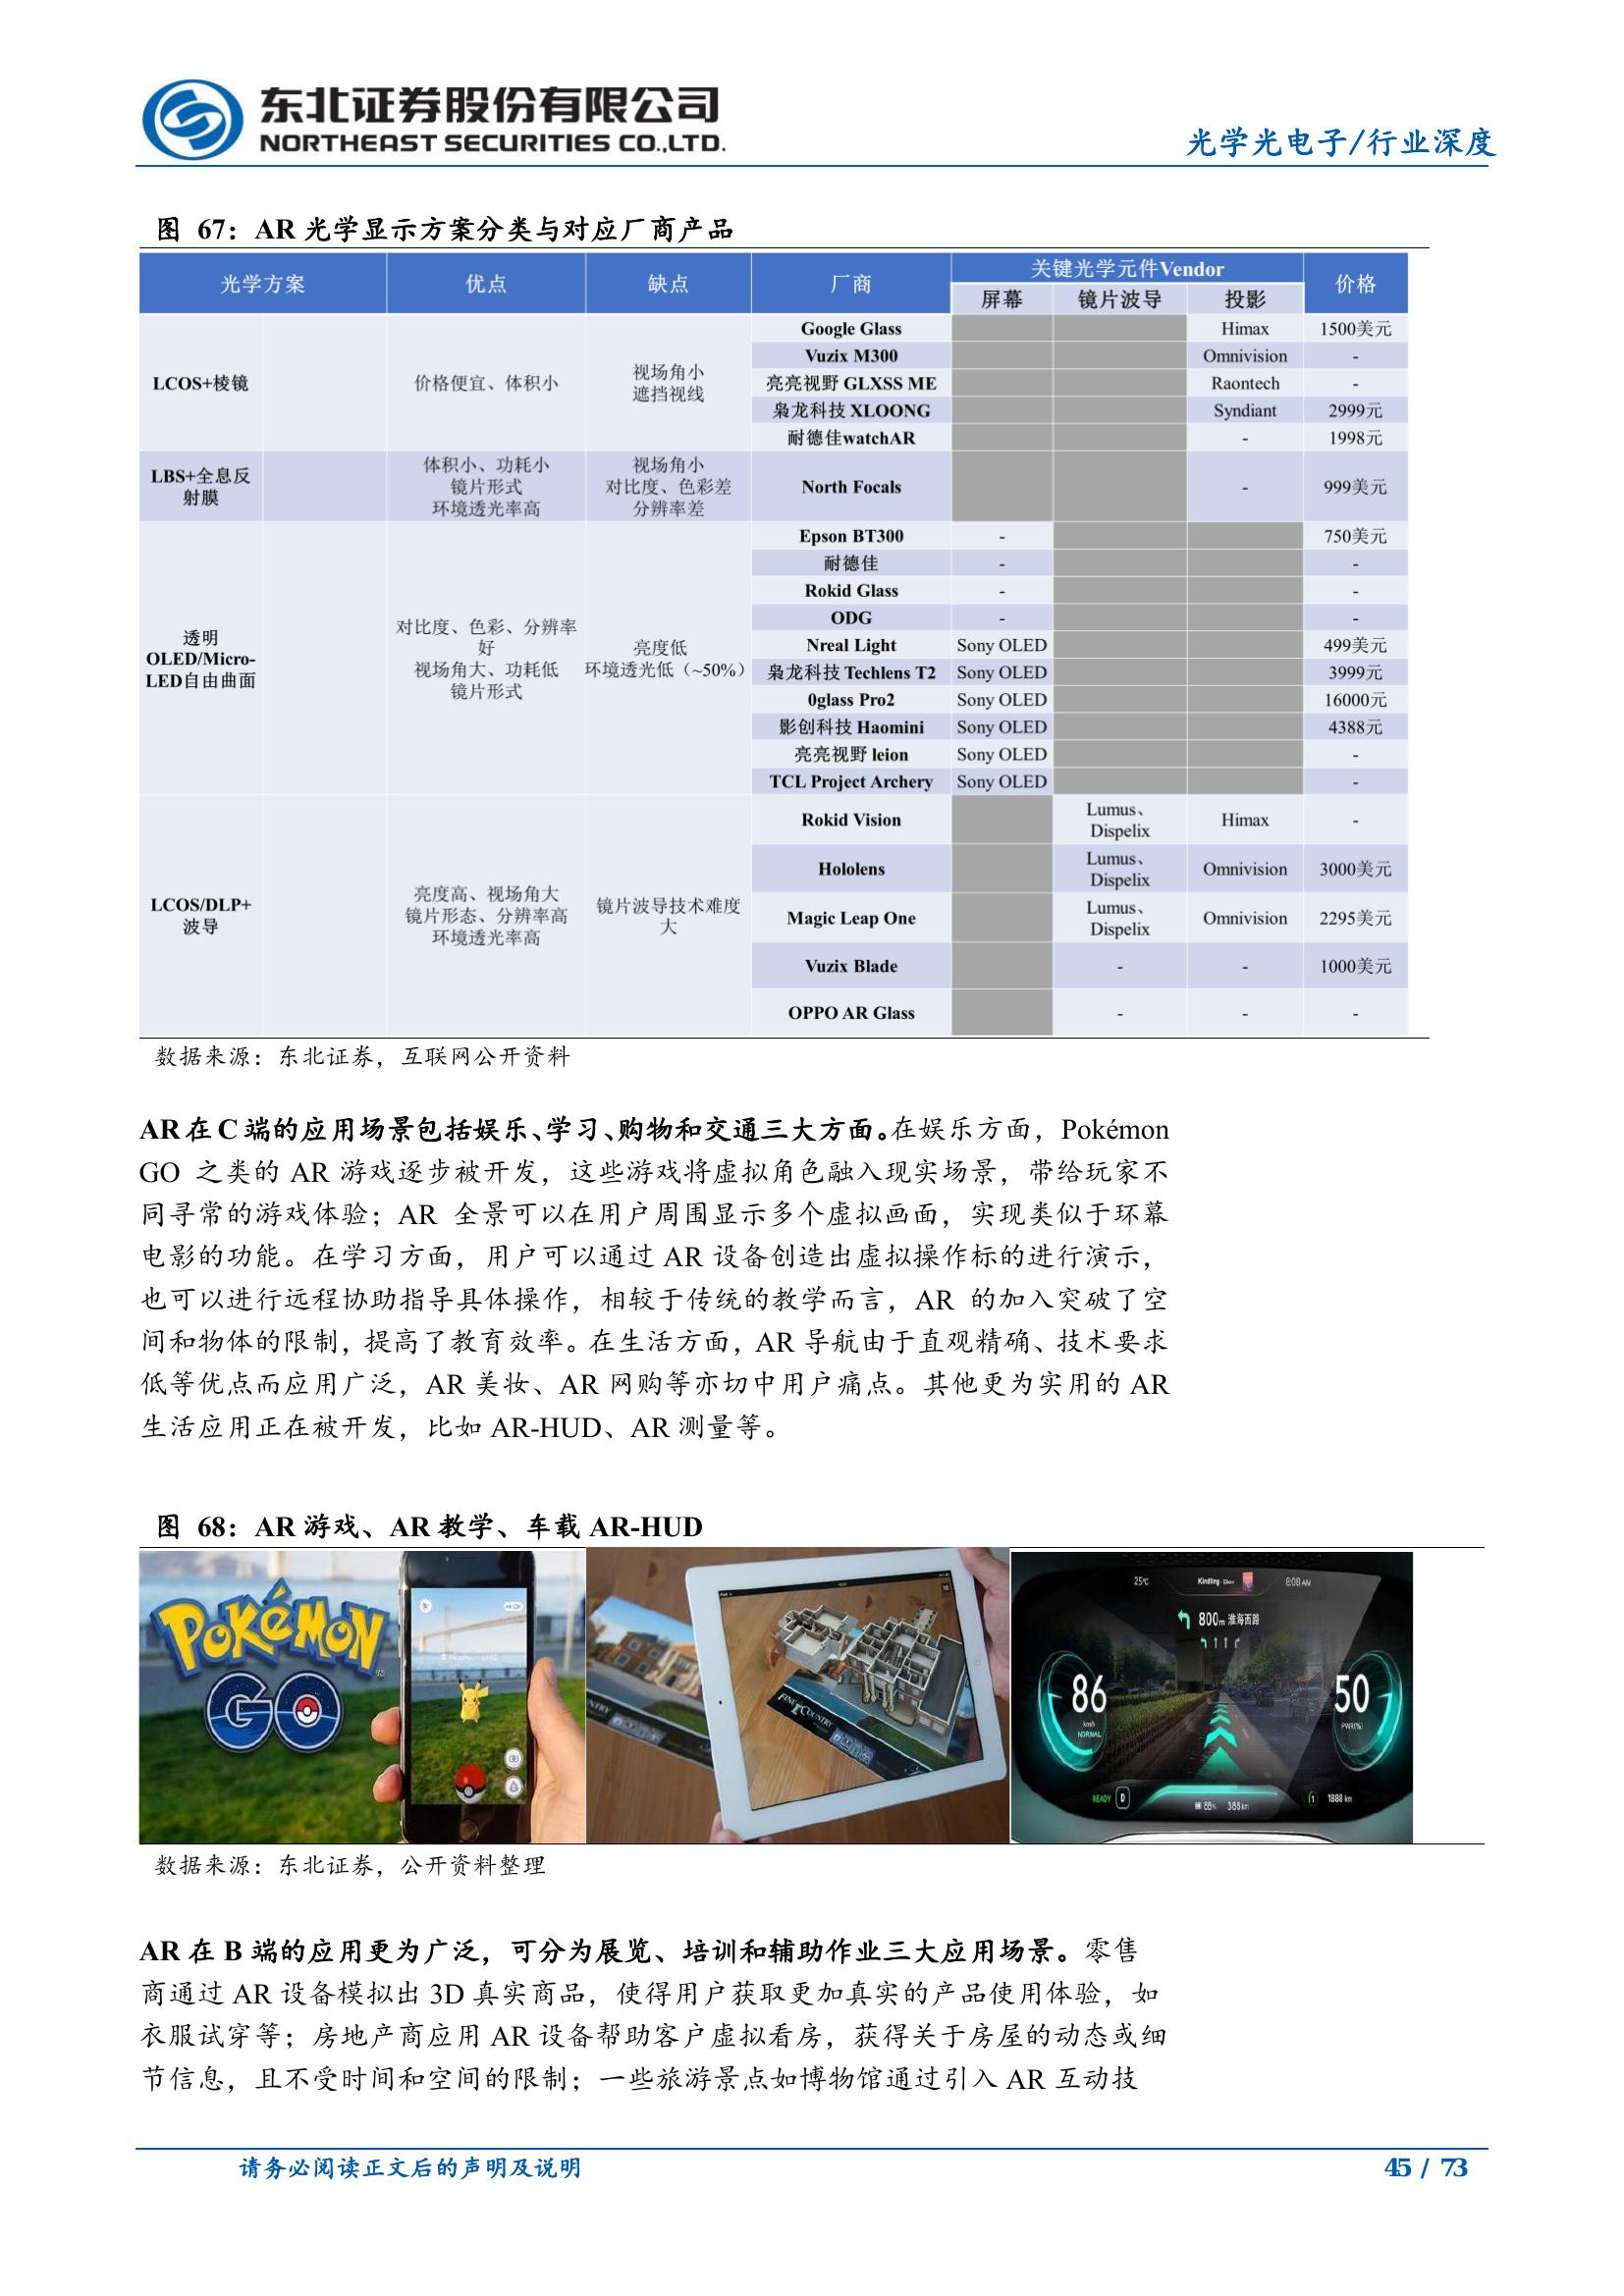 东北证券股份有限公司
NORTHEAST SECURITIES CO.,LTD.
光学光电子/行业深度
图 67：AR 光学显示方案分类与对应厂商产品
光学方案 优点 缺点 厂商 关键光学元件Vendor 价格
屏幕 镜片波导 投影
LCOS+棱镜
价格便宜、体积小
视场角小
遮挡视线
Google Glass Himax 1500美元
Vuzix M300 Omnivision -
亮亮视野 GLXSS ME Raontech -
枭龙科技 XLOONG Syndiant 2999元
耐德佳watchAR - 1998元
LBS+全息反
射膜
体积小、功耗小
镜片形式
环境透光率高
视场角小
对比度、色彩差
分辨率差
North Focals - 999美元
透明
OLED/Micro-
LED自由曲面
对比度、色彩、分辨率
好
视场角大、功耗低
镜片形式
亮度低
环境透光低（~50%）
Epson BT300 - 750美元
耐德佳 - -
Rokid Glass - -
ODG - -
Nreal Light Sony OLED 499美元
枭龙科技 Techlens T2 Sony OLED 3999元
0glass Pro2 Sony OLED 16000元
影创科技 Haomini Sony OLED 4388元
亮亮视野 leion Sony OLED -
TCL Project Archery Sony OLED -
LCOS/DLP+
波导
亮度高、视场角大
镜片形态、分辨率高
环境透光率高
镜片波导技术难度
大
Rokid Vision Lumus、
Dispelix Himax -
Hololens Lumus、
Dispelix Omnivision 3000美元
Magic Leap One Lumus、
Dispelix Omnivision 2295美元
Vuzix Blade - - 1000美元
OPPO AR Glass - - -
数据来源：东北证券，互联网公开资料
AR 在 C 端的应用场景包括娱乐、学习、购物和交通三大方面。在娱乐方面，Pokémon
GO 之类的 AR 游戏逐步被开发，这些游戏将虚拟角色融入现实场景，带给玩家不
同寻常的游戏体验；AR 全景可以在用户周围显示多个虚拟画面，实现类似于环幕
电影的功能。在学习方面，用户可以通过 AR 设备创造出虚拟操作标的进行演示，
也可以进行远程协助指导具体操作，相较于传统的教学而言，AR 的加入突破了空
间和物体的限制，提高了教育效率。在生活方面，AR 导航由于直观精确、技术要求
低等优点而应用广泛，AR 美妆、AR 网购等亦切中用户痛点。其他更为实用的 AR
生活应用正在被开发，比如 AR-HUD、AR 测量等。
图 68：AR 游戏、AR 教学、车载 AR-HUD
POKÉMON
GO
FINE & COUNTRY
25℃ 8:08 AM
800m 淮海西路
86
km/h
NORMAL
50
PWR(%)
READY D
88% 388km
1888 km
数据来源：东北证券，公开资料整理
AR 在 B 端的应用更为广泛，可分为展览、培训和辅助作业三大应用场景。零售
商通过 AR 设备模拟出 3D 真实商品，使得用户获取更加真实的产品使用体验，如
衣服试穿等；房地产商应用 AR 设备帮助客户虚拟看房，获得关于房屋的动态或细
节信息，且不受时间和空间的限制；一些旅游景点如博物馆通过引入 AR 互动技
请务必阅读正文后的声明及说明
45 / 73